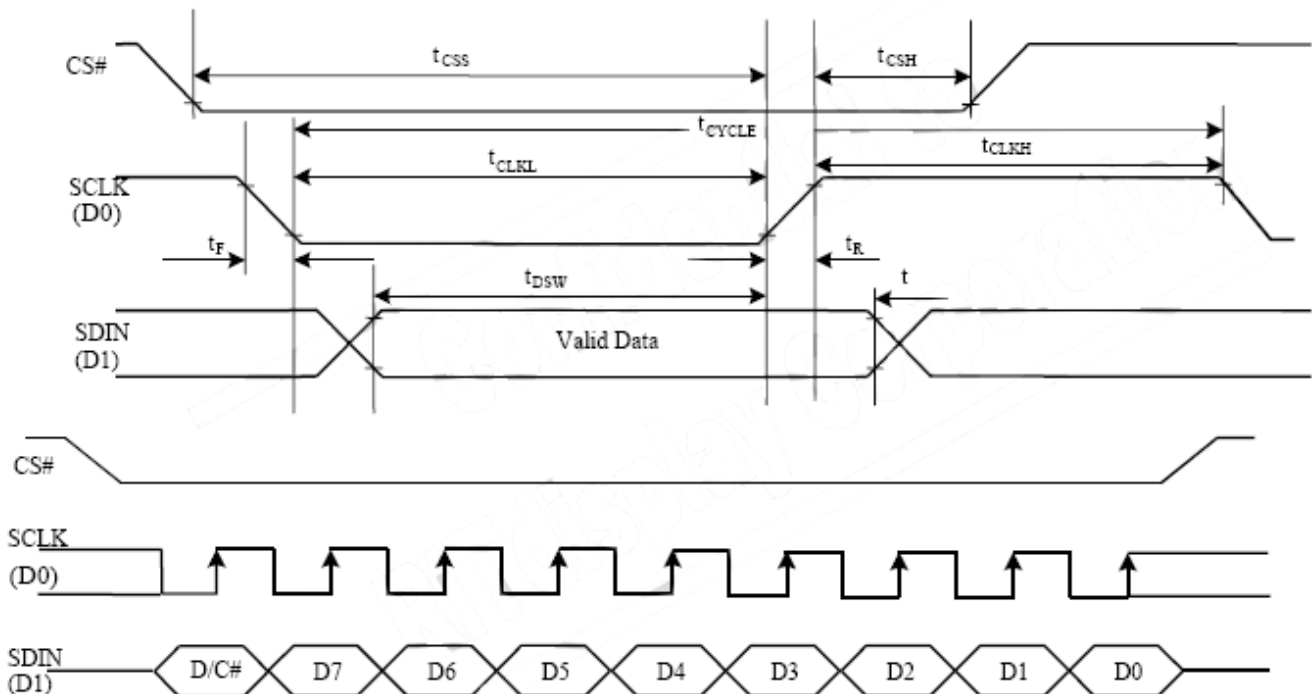 CS#
tCSS
tCSH
tCYCLE
tCLKL
tCLKH
SCLK
(D0)
tF
tR
tDSW
t
SDIN
(D1)
Valid Data
CS#
SCLK
(D0)
SDIN
(D1)
D/C# D7 D6 D5 D4 D3 D2 D1 D0